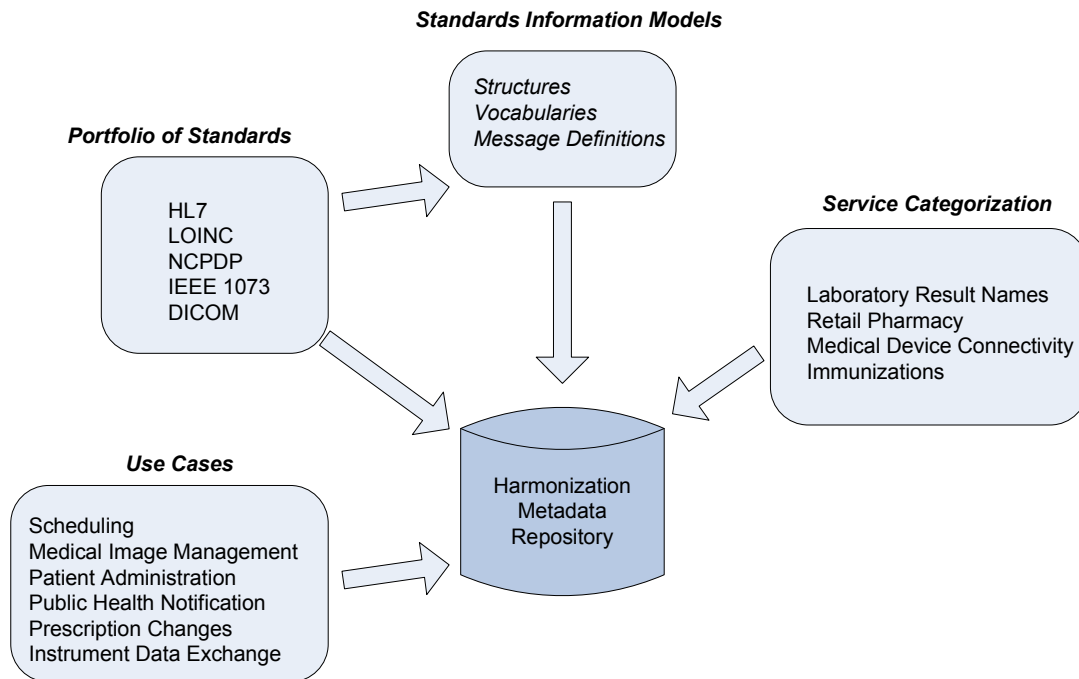 Standards Information Models
Structures
Vocabularies
Message Definitions
Portfolio of Standards
HL7
LOINC
NCPDP
IEEE 1073
DICOM
Service Categorization
Laboratory Result Names
Retail Pharmacy
Medical Device Connectivity
Immunizations
Harmonization
Metadata
Repository
Use Cases
Scheduling
Medical Image Management
Patient Administration
Public Health Notification
Prescription Changes
Instrument Data Exchange